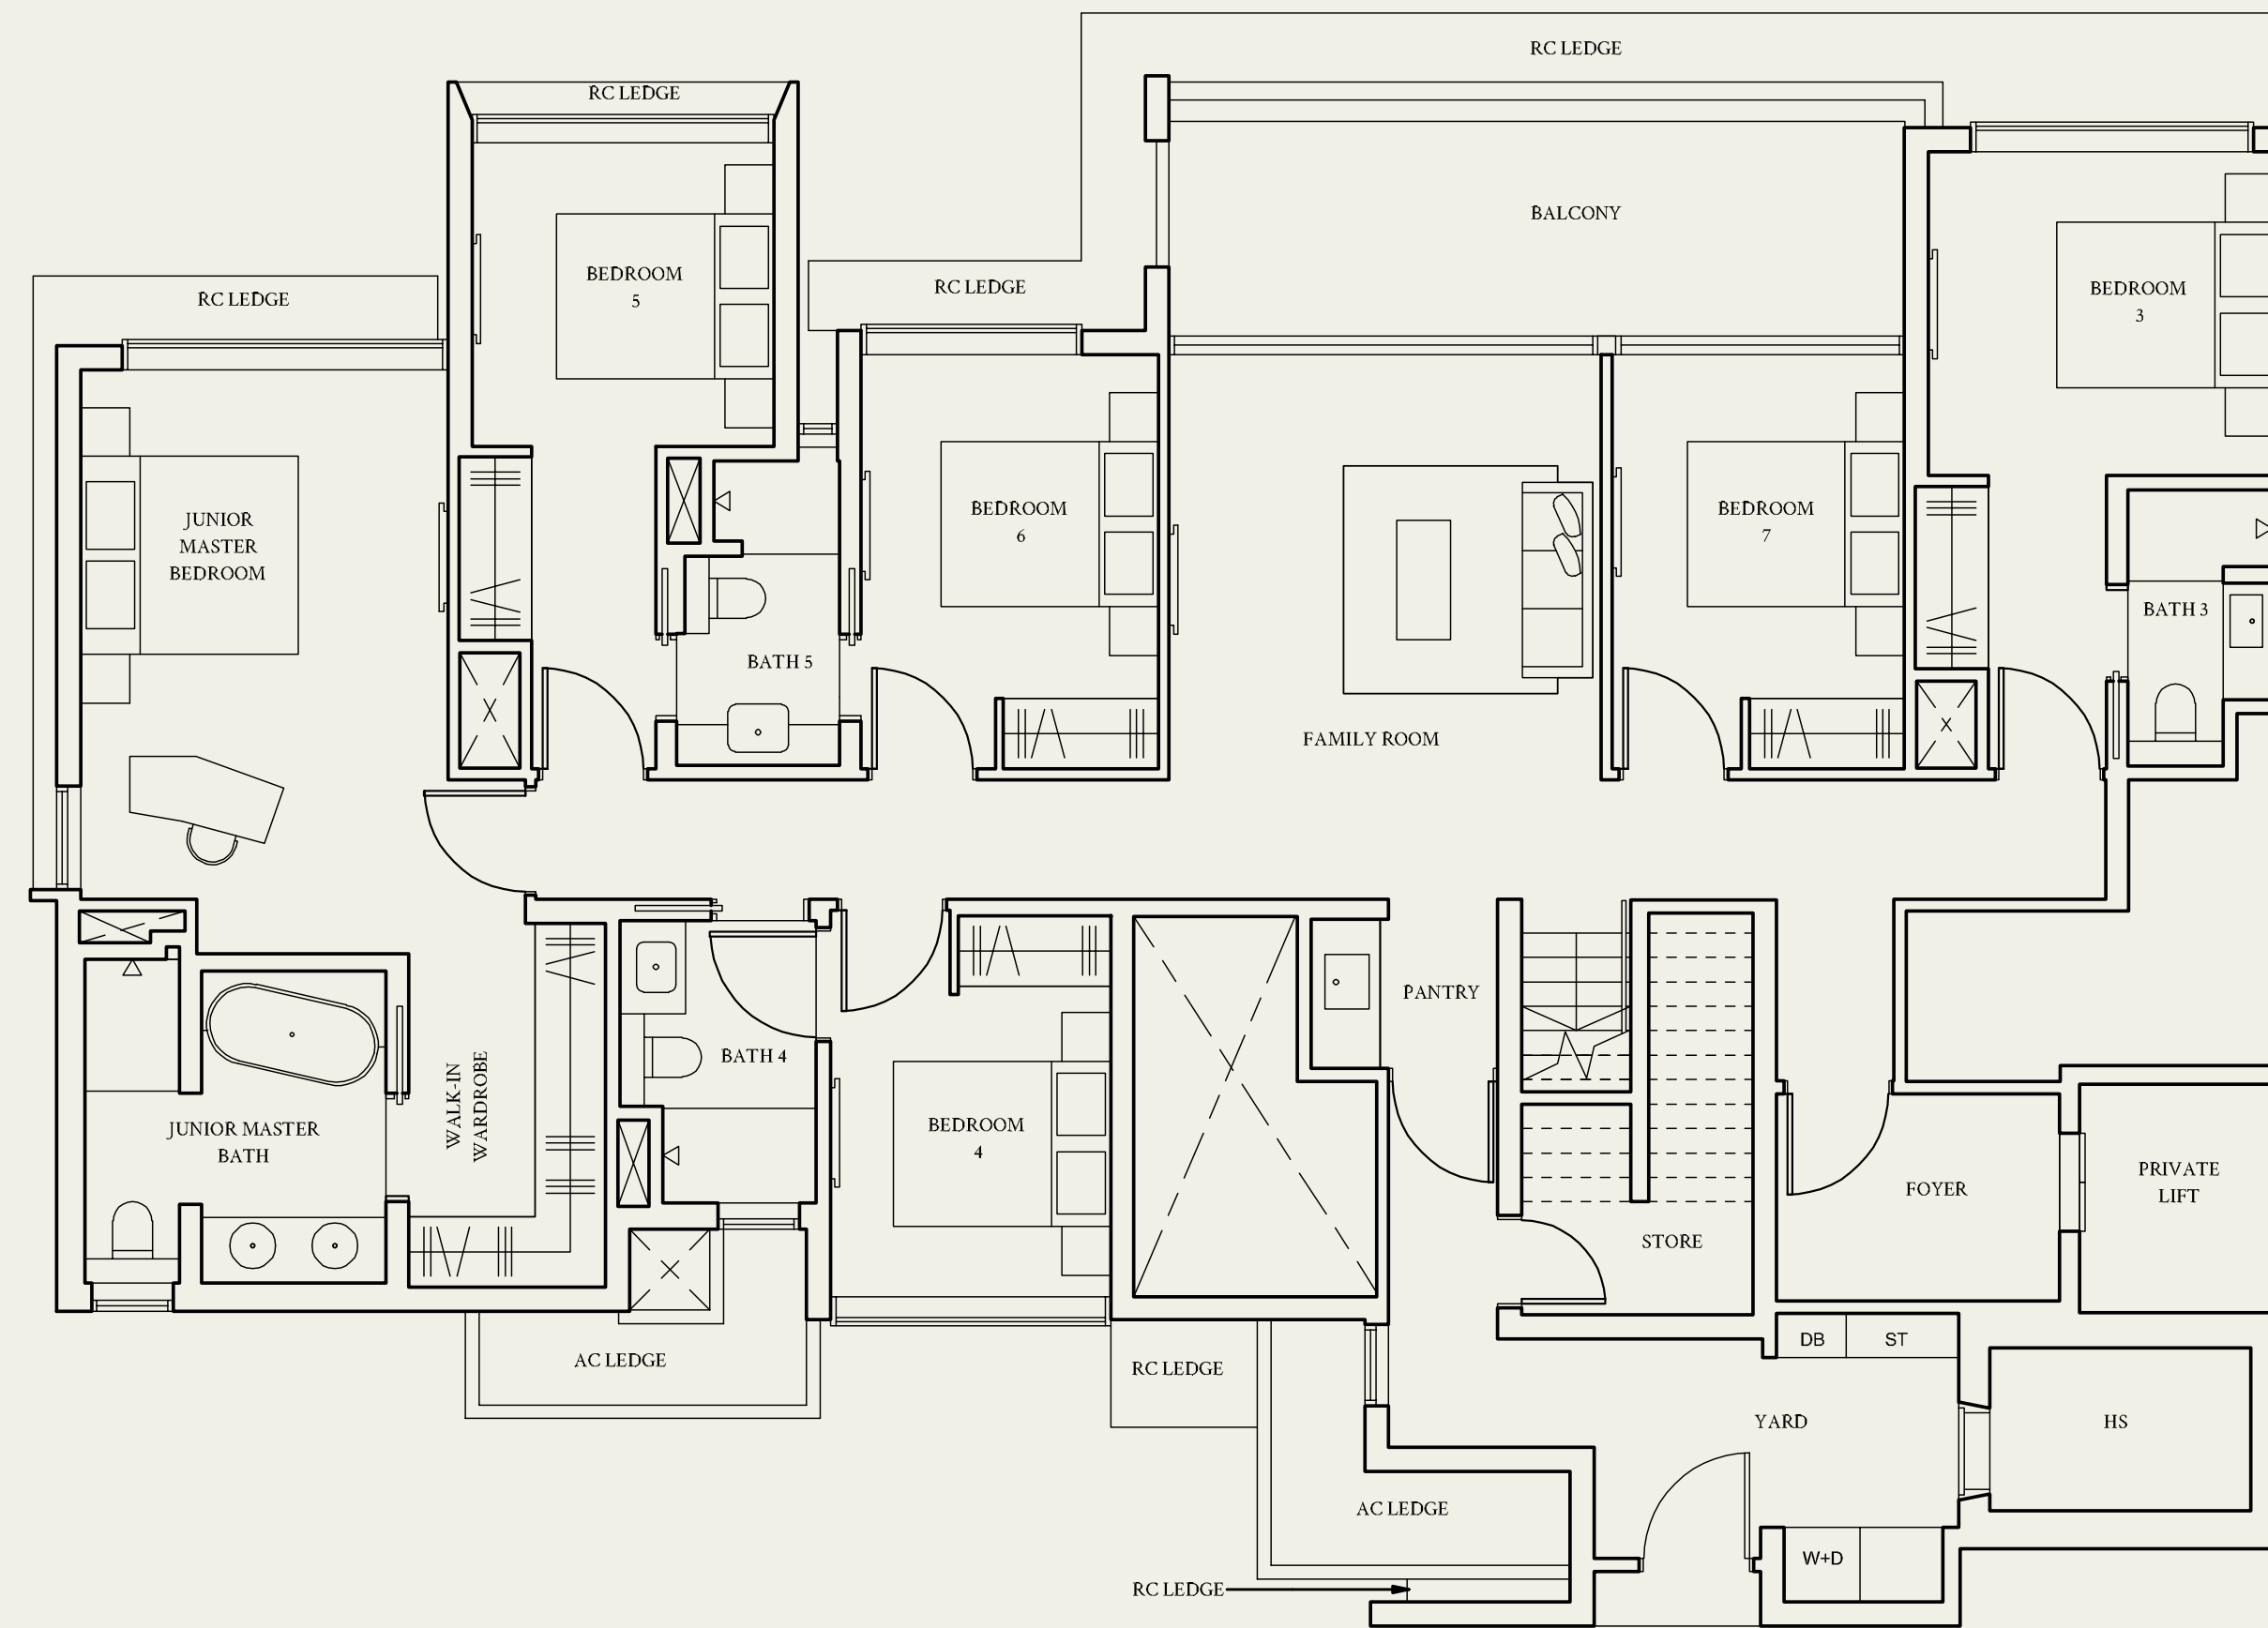 RC LEDGE
RC LEDGE
BALCONY
BEDROOM
5
RC LEDGE
RC LEDGE
BEDROOM
3
JUNIOR
MASTER
BEDROOM
BEDROOM
6
BEDROOM
7
BATH 3
BATH 5
FAMILY ROOM
PANTRY
BATH 4
WALK-IN
WARDROBE
JUNIOR MASTER
BATH
BEDROOM
4
PRIVATE
LIFT
FOYER
STORE
DB
ST
AC LEDGE
RC LEDGE
YARD
HS
AC LEDGE
W+D
RC LEDGE